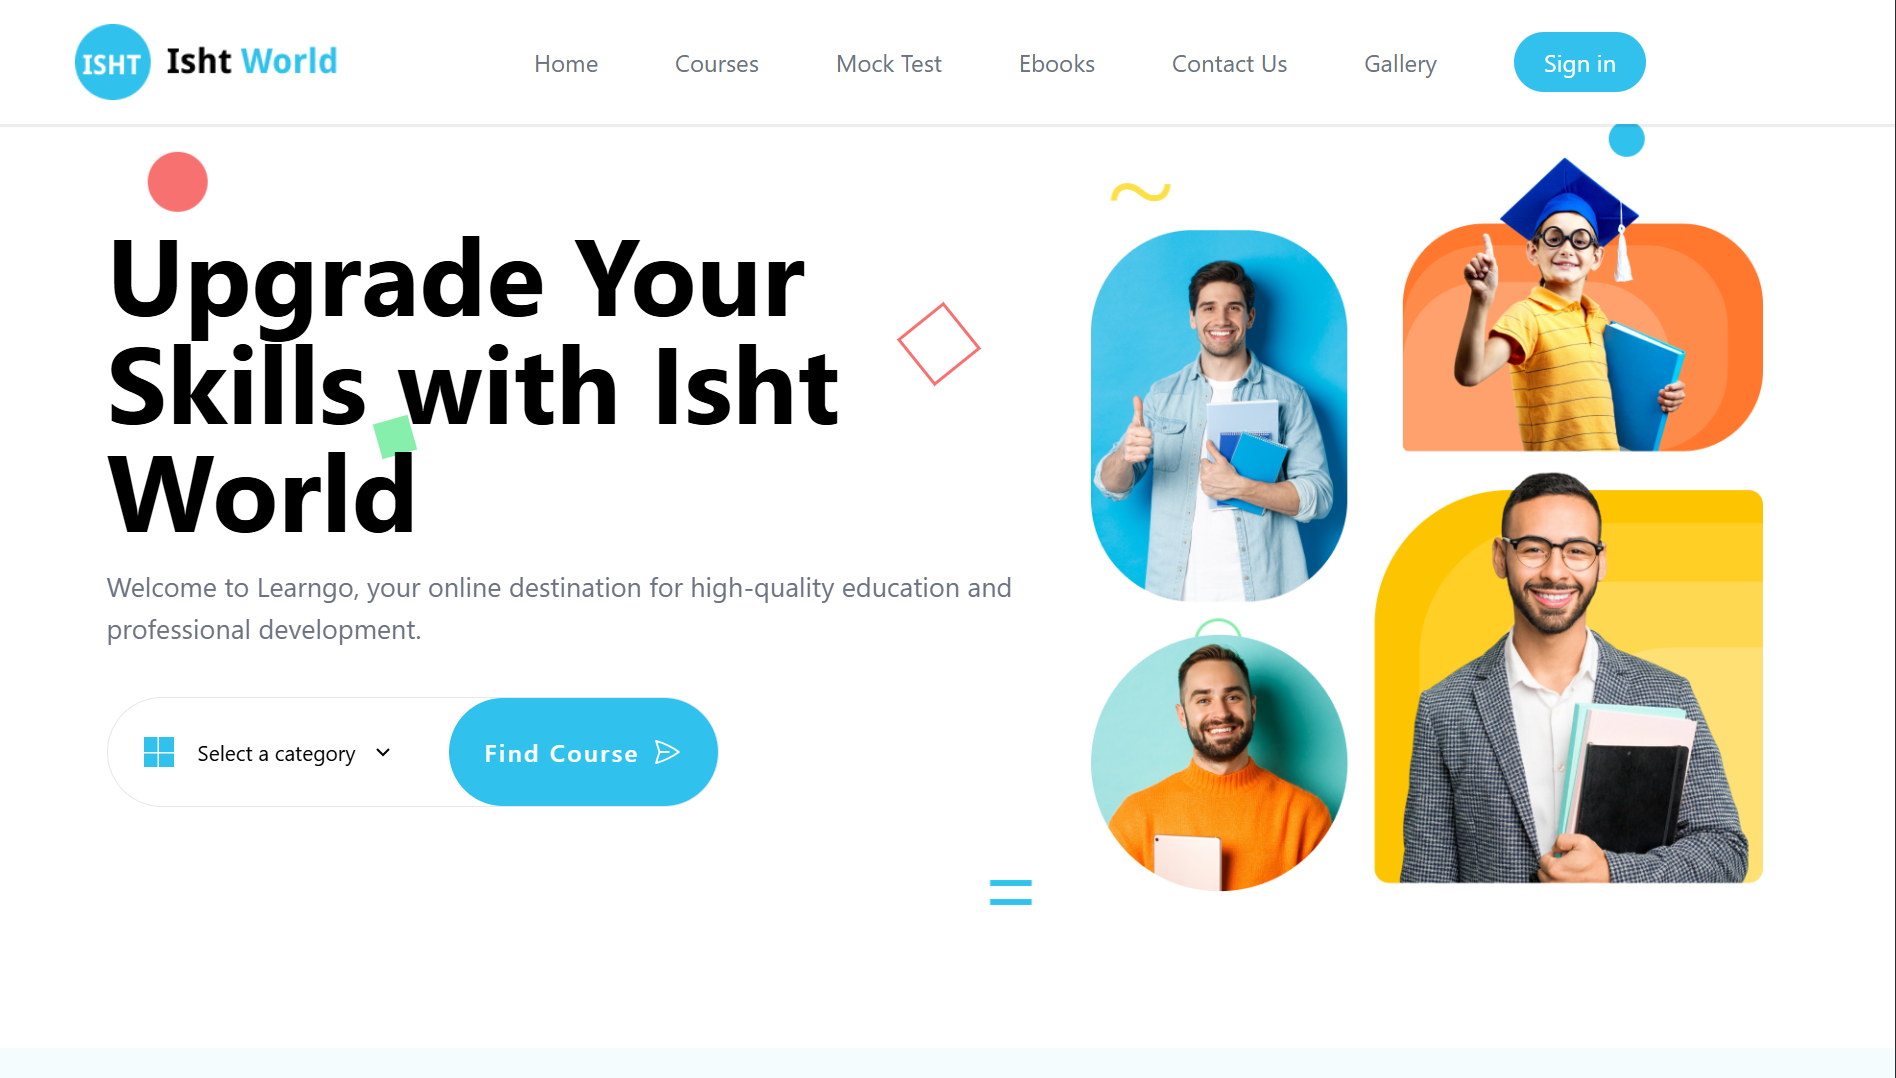 ISHT Isht World
Home Courses Mock Test Ebooks Contact Us Gallery Sign in
Upgrade Your
Skills with Isht
World
Welcome to Learngo, your online destination for high-quality education and
professional development.
Select a category Find Course